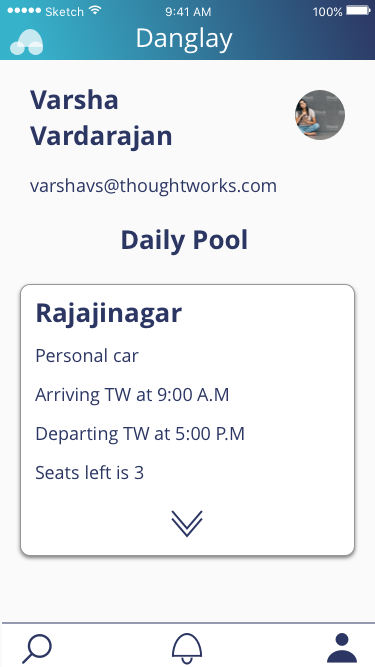 Sketch 9:41 AM 100%
Danglay
Varsha
Vardarajan
varshavs@thoughtworks.com
Daily Pool
Rajajinagar
Personal car
Arriving TW at 9:00 A.M
Departing TW at 5:00 P.M
Seats left is 3